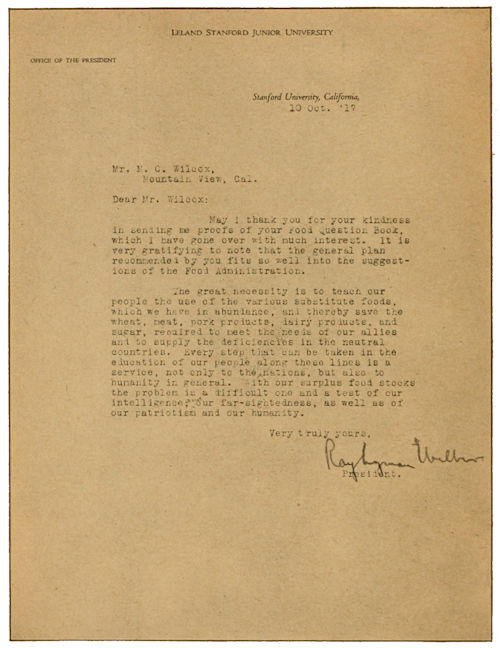 LELAND STANFORD JUNIOR UNIVERSITY
OFFICE OF THE PRESIDENT
Stanford University, California,
10 Oct. '17
Mr. M. C. Wilcox,
Mountain View, Cal.
Dear Mr. Wilcox:
May I thank you for your kindness
in sending me proofs of your Food Question Book,
which I have gone over with much interest. It is
very gratifying to note that the general plan
recommended by you fits so well into the suggest-
ions of the Food Administration.
The great necessity is to teach our
people the use of the various substitute foods,
which we have in abundance, and thereby save the
wheat, meat, pork products, dairy products, and
sugar, required to meet the needs of our allies
and to supply the deficiencies in the neutral
countries. Every step that can be taken in the
education of our people along these lines is a
service, not only to the nations, but also to
humanity in general. With our surplus food stocks
the problem is a difficult one and a test of our
intelligence, our far-sightedness, as well as of
our patriotism and our humanity.
Very truly yours,
Ray Lyman Wilbur
President.